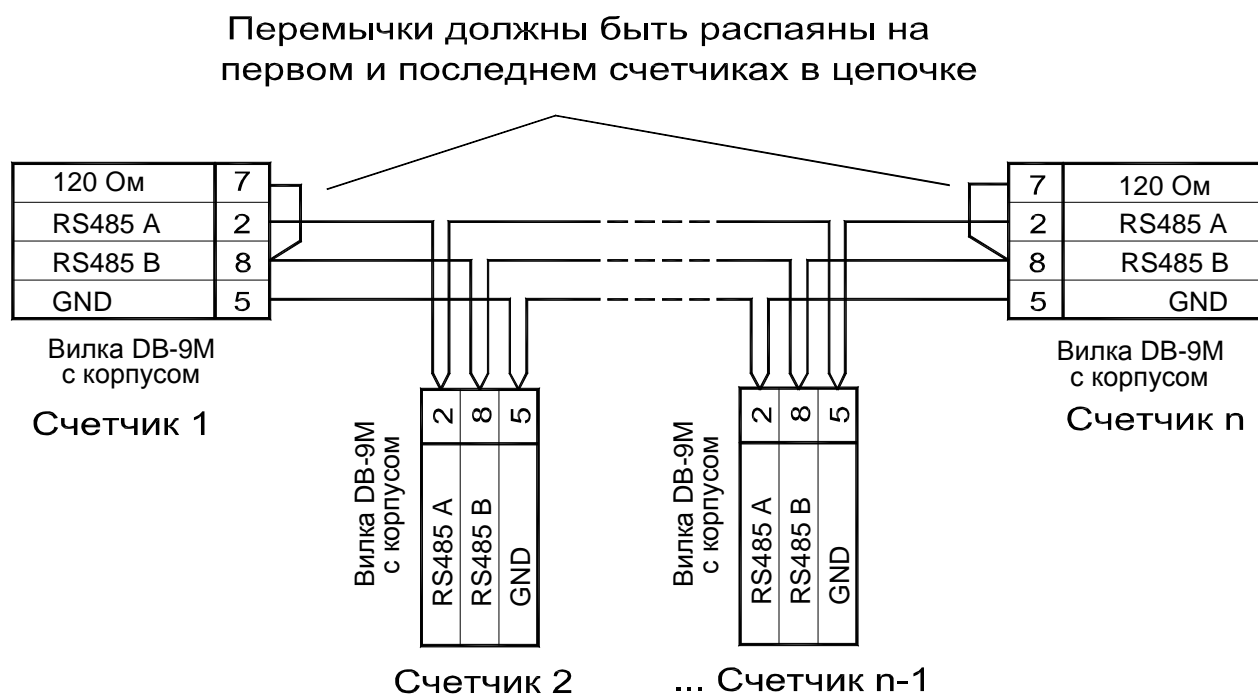 Перемычки должны быть распаяны на
первом и последнем счетчиках в цепочке
120 Ом 7
RS485 A 2
RS485 B 8
GND 5
Вилка DB-9M
с корпусом
Счетчик 1
7 120 Ом
2 RS485 A
8 RS485 B
5 GND
Вилка DB-9M
с корпусом
Счетчик n
Вилка DB-9M
с корпусом
2 8 5
RS485 A
RS485 B
GND
Счетчик 2
Вилка DB-9M
с корпусом
2 8 5
RS485 A
RS485 B
GND
... Счетчик n-1